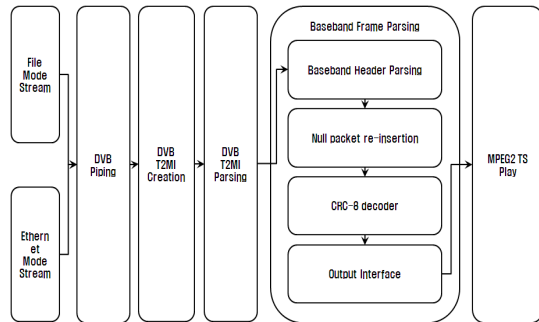 File
Mode
Stream
Ethern
et
Mode
Stream
DVB
Piping
DVB
T2MI
Creation
DVB
T2MI
Parsing
Baseband Frame Parsing
Baseband Header Parsing
Null packet re-insertion
CRC-8 decoder
Output Interface
MPEG2 TS
Play